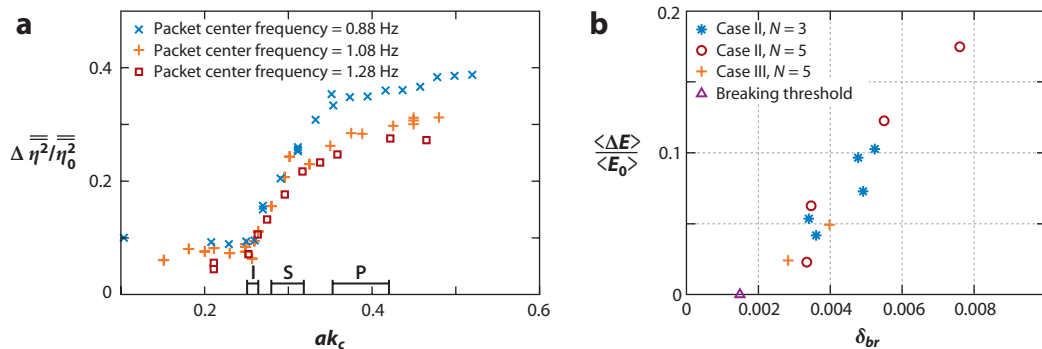 a
Packet center frequency = 0.88 Hz
Packet center frequency = 1.08 Hz
Packet center frequency = 1.28 Hz
0.4
0.2
0
Δ η²/η₀²
I S P
0.2 0.4 0.6
akc
b
0.2
Case II, N = 3
Case II, N = 5
Case III, N = 5
Breaking threshold
<ΔE>
<E₀>
0.1
0
0.002 0.004 0.006 0.008
δbr